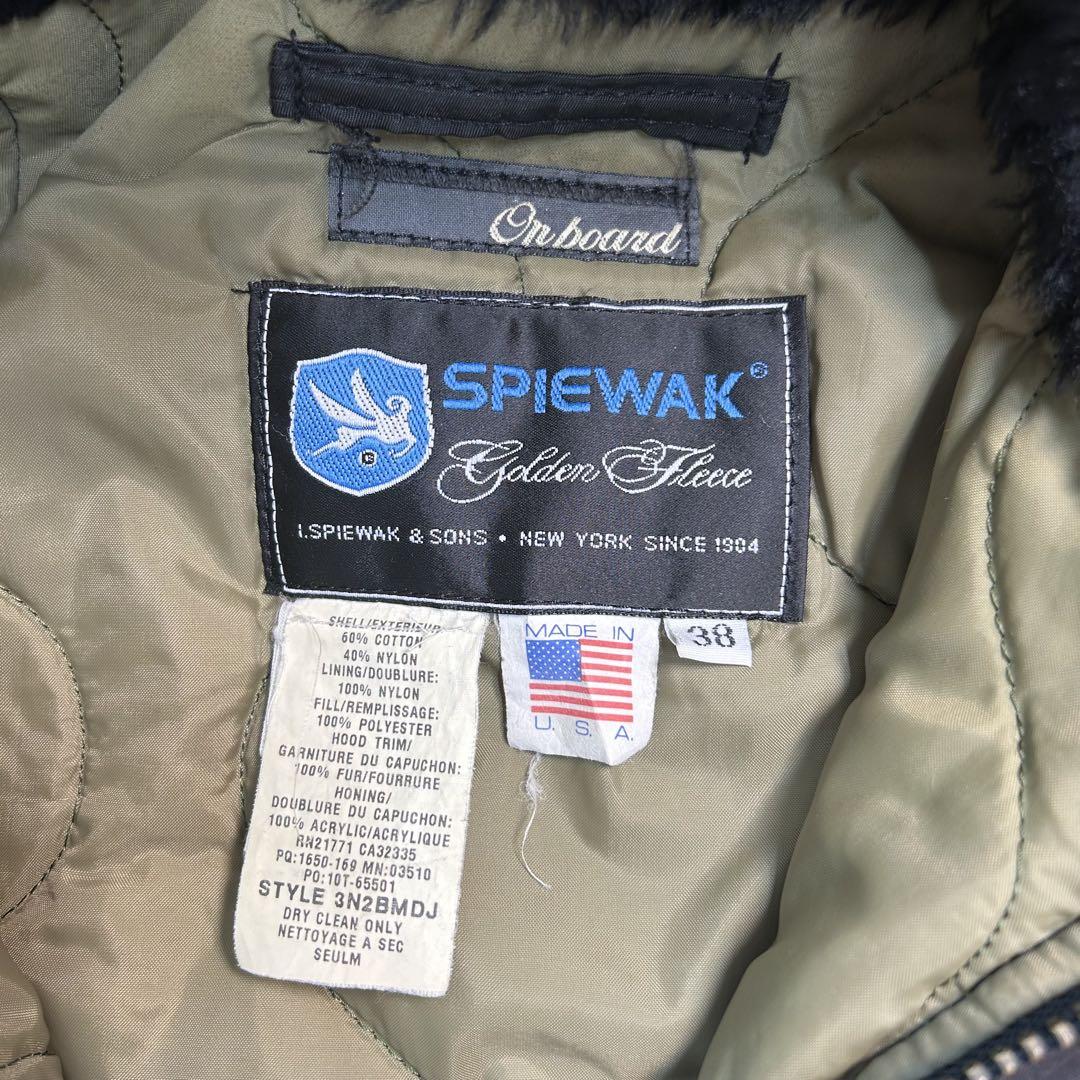 On board
SPIEWAK®
Golden Fleece
I.SPIEWAK & SONS • NEW YORK SINCE 1904
SHELL/EXTERIEUR
60% COTTON
40% NYLON
LINING/DOUBLURE:
100% NYLON
FILL/REMPLISSAGE:
100% POLYESTER
HOOD TRIM/
GARNITURE DU CAPUCHON:
100% FUR/FOURRURE
HONING/
DOUBLURE DU CAPUCHON:
100% ACRYLIC/ACRYLIQUE
RN21771 CA32335
PQ:1650-169 MN:03510
PO:10T-65501
STYLE 3N2BMDJ
DRY CLEAN ONLY
NETTOYAGE A SEC
SEULM
MADE IN
U. S. A.
38